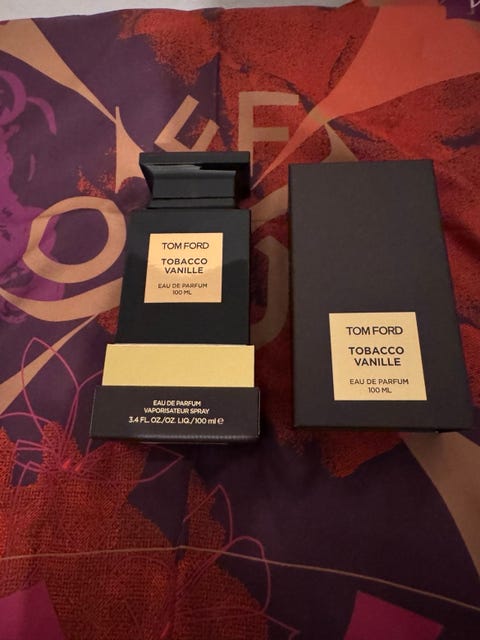 TOM FORD
TOBACCO
VANILLE
EAU DE PARFUM
100 ML
EAU DE PARFUM
VAPORISATEUR SPRAY
3.4 FL. OZ./OZ. LIQ./100 ml ℮
TOM FORD
TOBACCO
VANILLE
EAU DE PARFUM
100 ML